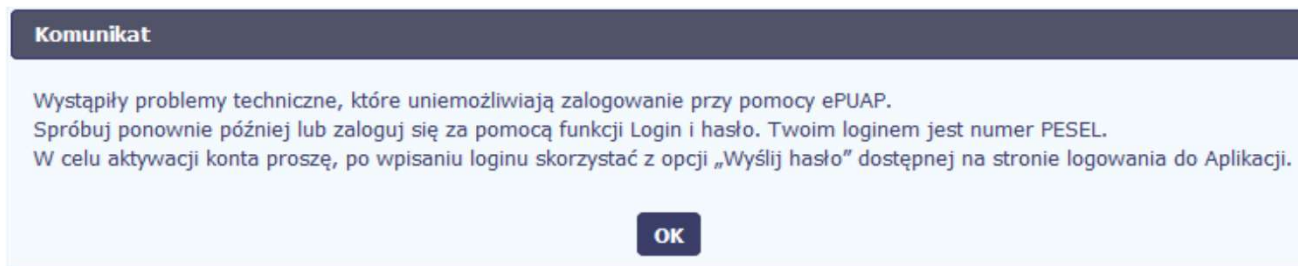 Komunikat
Wystąpiły problemy techniczne, które uniemożliwiają zalogowanie przy pomocy ePUAP.
Spróbuj ponownie później lub zaloguj się za pomocą funkcji Login i hasło. Twoim loginem jest numer PESEL.
W celu aktywacji konta proszę, po wpisaniu loginu skorzystać z opcji „Wyślij hasło” dostępnej na stronie logowania do Aplikacji.
OK